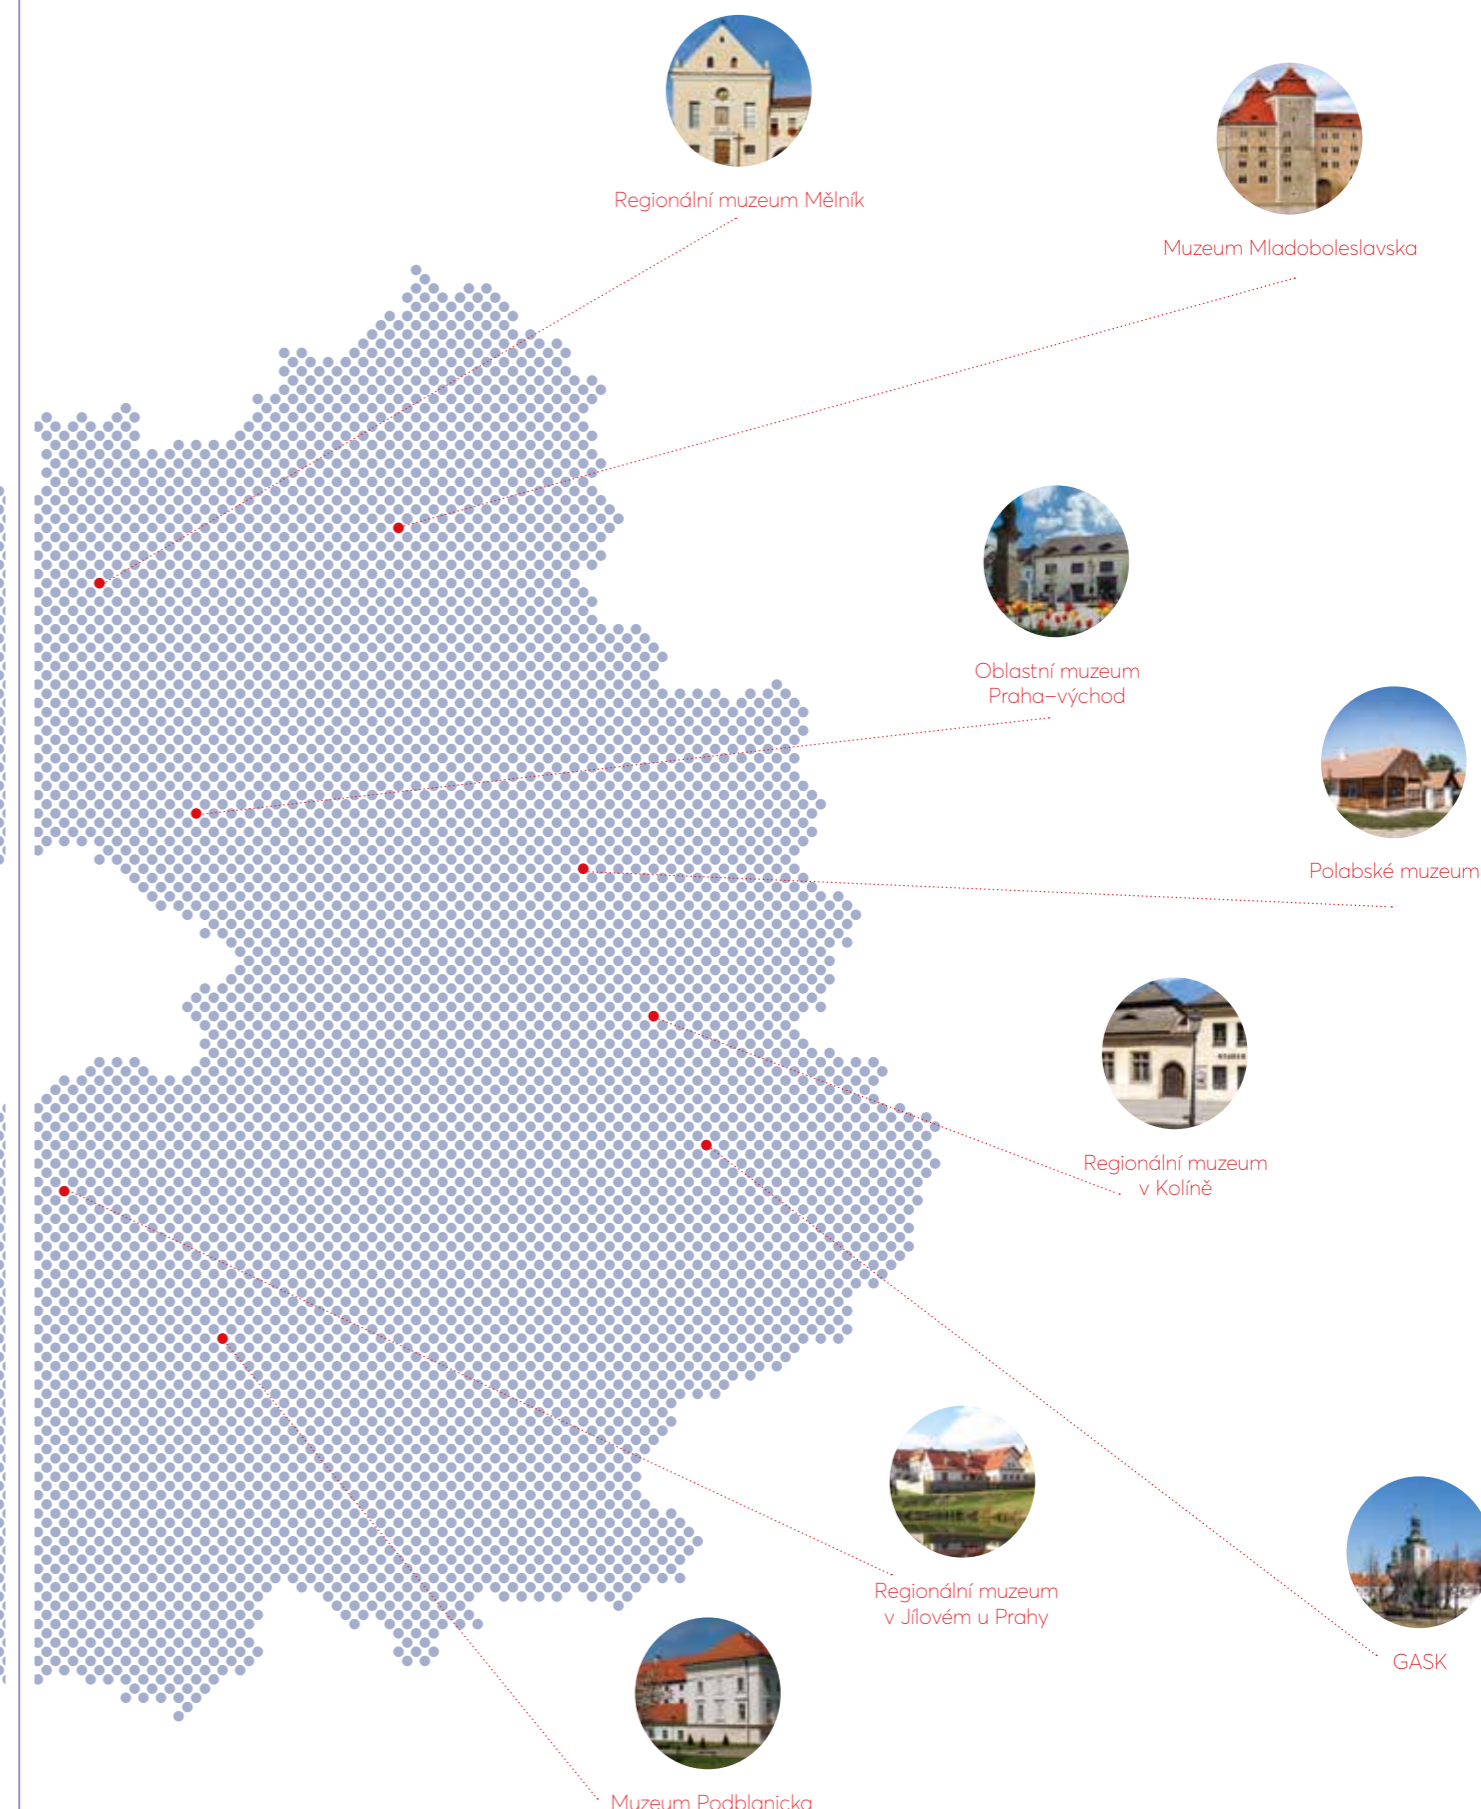 Regionální muzeum Mělník
Muzeum Mladoboleslavska
Oblastní muzeum
Praha–východ
Polabské muzeum
Regionální muzeum
v Kolíně
Regionální muzeum
v Jílovém u Prahy
GASK
Muzeum Podblanicka